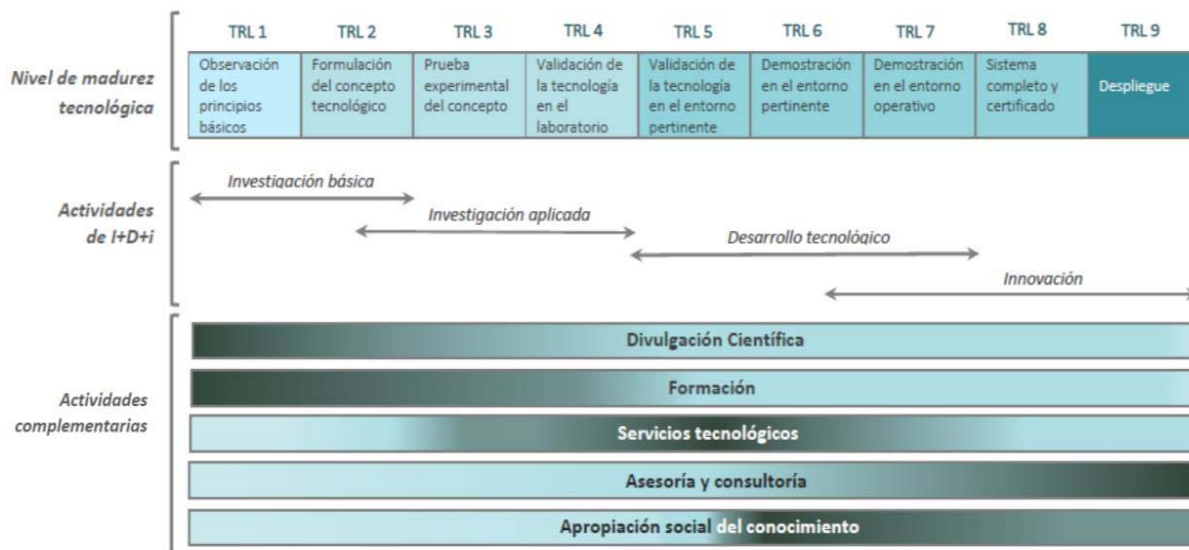 TRL 1 TRL 2 TRL 3 TRL 4 TRL 5 TRL 6 TRL 7 TRL 8 TRL 9
Nivel de madurez
tecnológica
Observación
de los
principios
básicos
Formulación
del concepto
tecnológico
Prueba
experimental
del concepto
Validación de
la tecnología
en el
laboratorio
Validación de
la tecnología
en el entorno
pertinente
Demostración
en el entorno
pertinente
Demostración
en el entorno
operativo
Sistema
completo y
certificado
Despliegue
Actividades
de I+D+i
Investigación básica
Investigación aplicada
Desarrollo tecnológico
Innovación
Actividades
complementarias
Divulgación Científica
Formación
Servicios tecnológicos
Asesoría y consultoría
Apropiación social del conocimiento